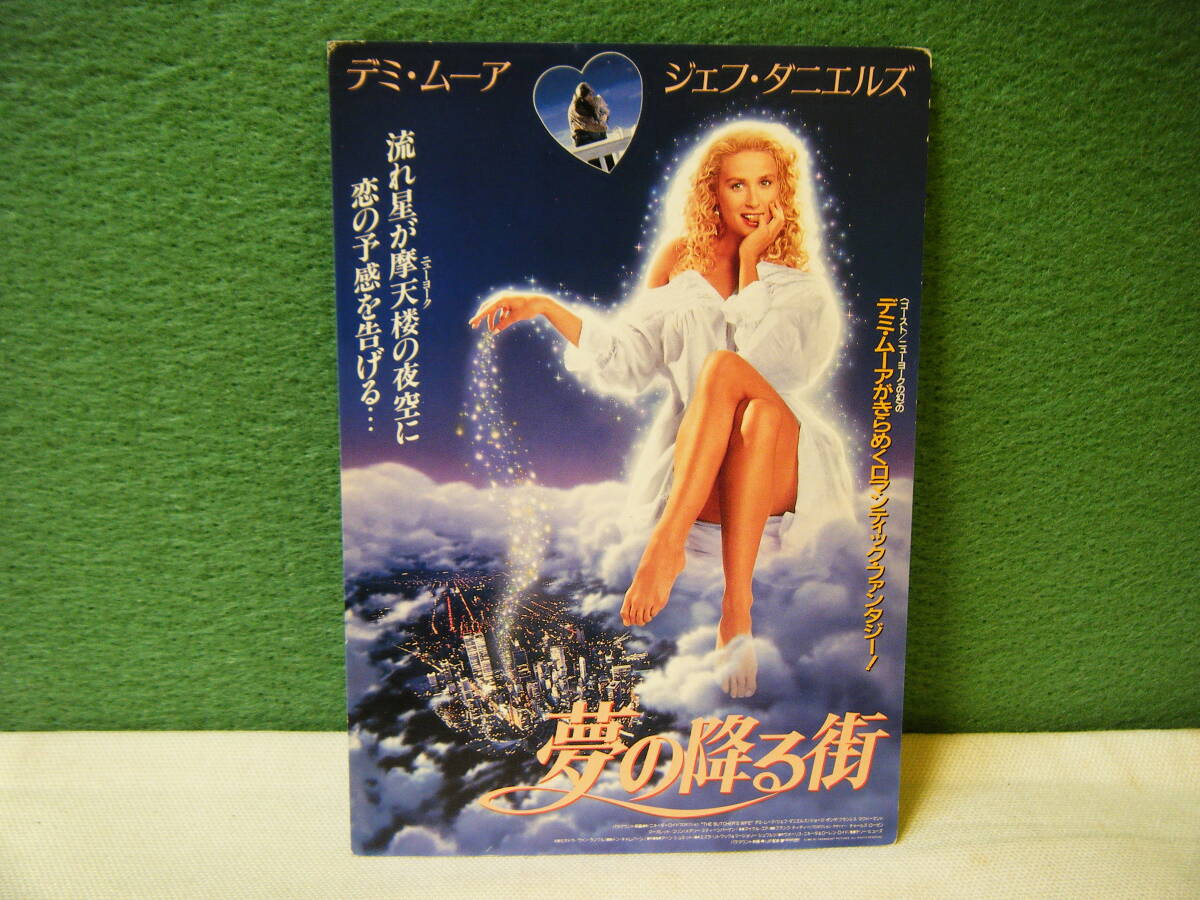 デミ・ムーア
ジェフ・ダニエルズ
流れ星が摩天楼の夜空に
ニューヨーク
恋の予感を告げる…
〈ゴースト/ニューヨークの幻〉の
デミ・ムーアがきらめくロマンティック・ファンタジー!
夢の降る街
"THE BUTCHER'S WIFE"